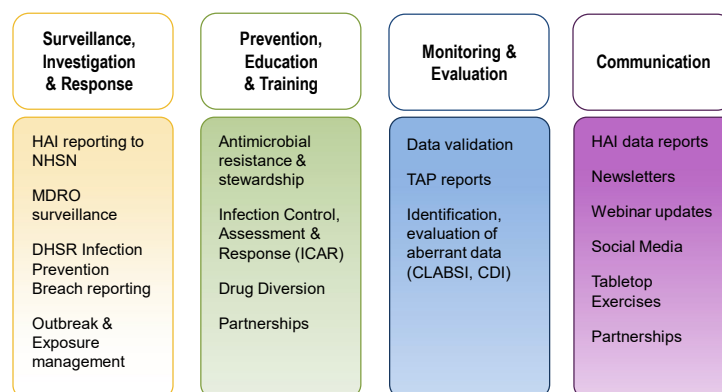 Surveillance,
Investigation
& Response
HAI reporting to
NHSN
MDRO
surveillance
DHSR Infection
Prevention
Breach reporting
Outbreak &
Exposure
management
Prevention,
Education
& Training
Antimicrobial
resistance &
stewardship
Infection Control,
Assessment &
Response (ICAR)
Drug Diversion
Partnerships
Monitoring &
Evaluation
Data validation
TAP reports
Identification,
evaluation of
aberrant data
(CLABSI, CDI)
Communication
HAI data reports
Newsletters
Webinar updates
Social Media
Tabletop
Exercises
Partnerships